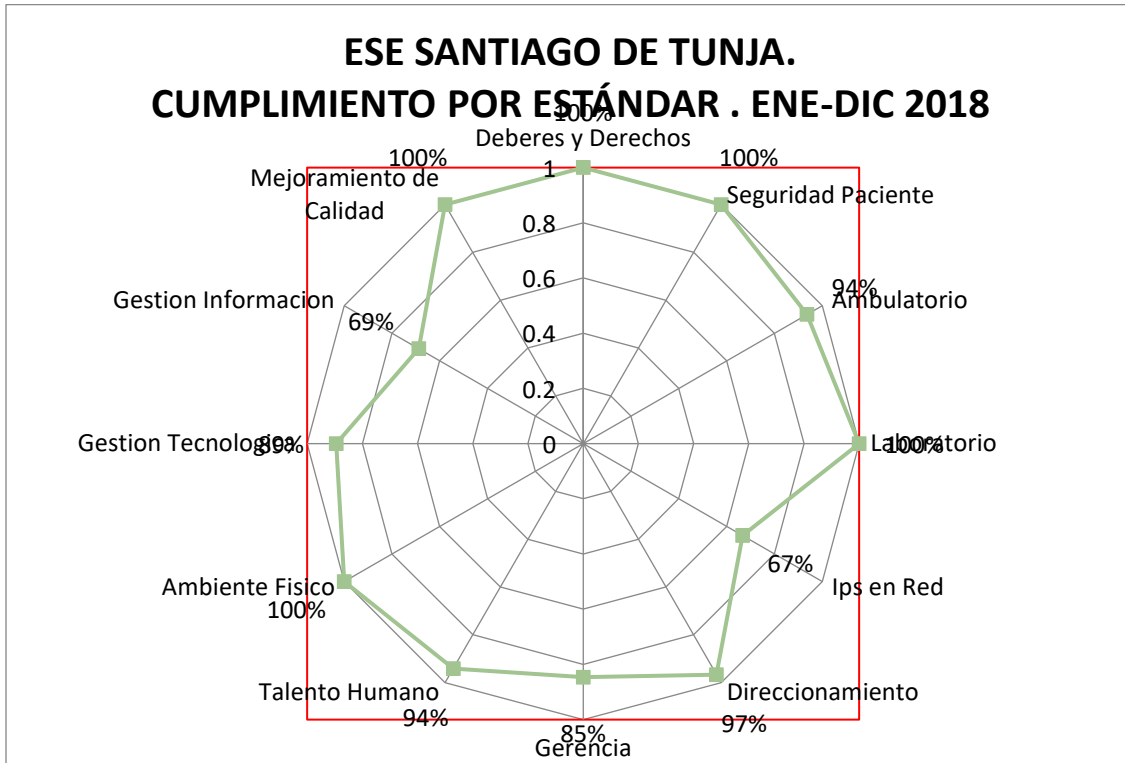 ESE SANTIAGO DE TUNJA.
CUMPLIMIENTO POR ESTÁNDAR . ENE-DIC 2018
100%
Deberes y Derechos
100%
Seguridad Paciente
94%
Ambulatorio
Laboratorio
100%
67%
Ips en Red
Direccionamiento
97%
85%
Gerencia
Talento Humano
94%
Ambiente Fisico
100%
Gestion Tecnologica
89%
Gestion Informacion
69%
100%
Mejoramiento de
Calidad
1
0.8
0.6
0.4
0.2
0